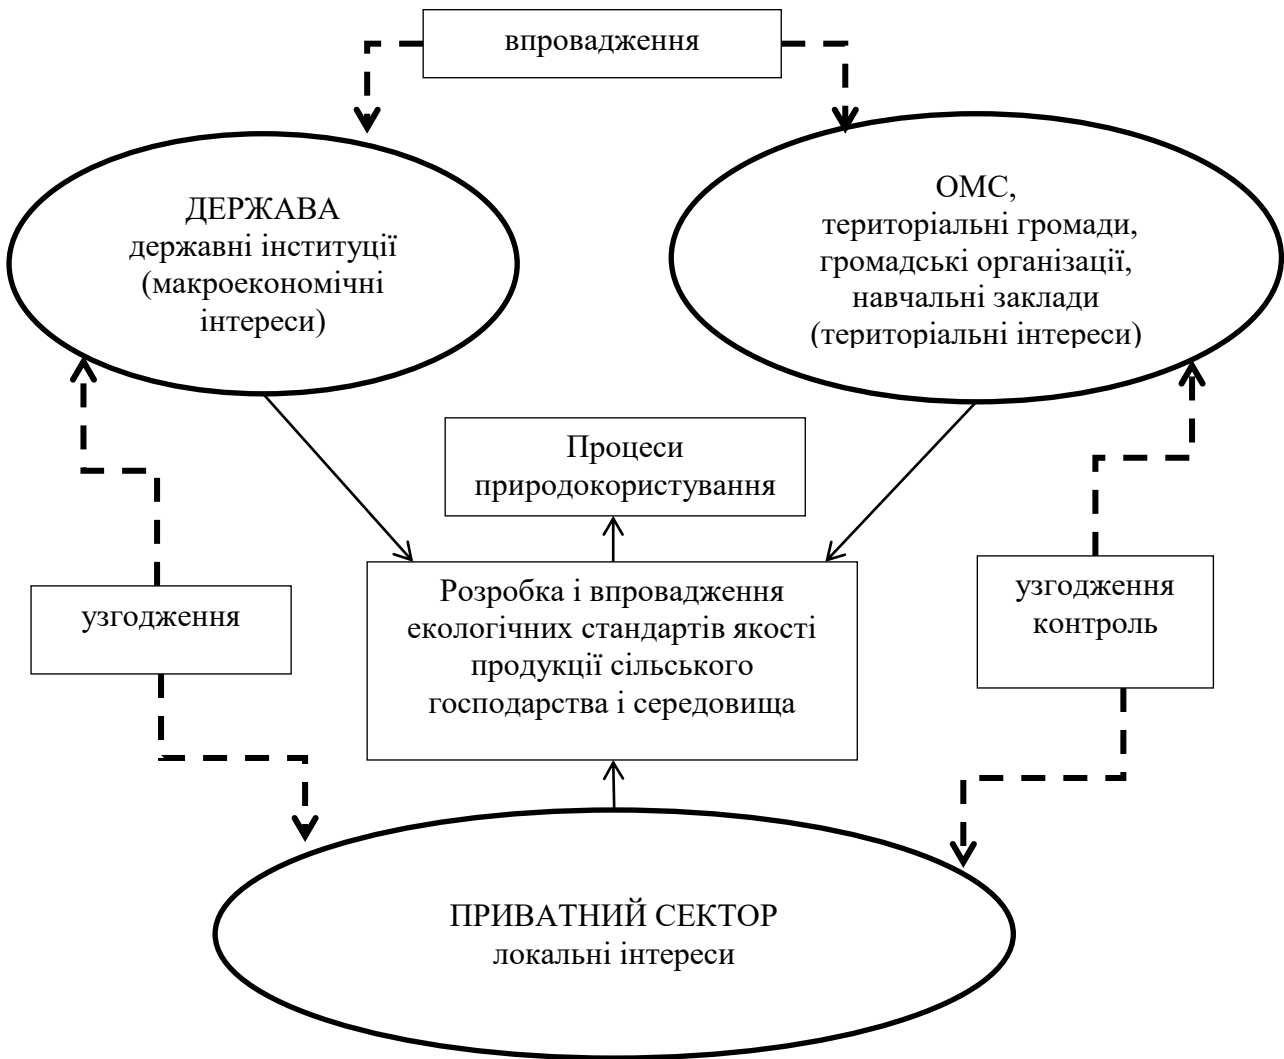 впровадження
ДЕРЖАВА
державні інституції
(макроекономічні
інтереси)
ОМС,
територіальні громади,
громадські організації,
навчальні заклади
(територіальні інтереси)
Процеси
природокористування
узгодження
Розробка і впровадження
екологічних стандартів якості
продукції сільського
господарства і середовища
узгодження
контроль
ПРИВАТНИЙ СЕКТОР
локальні інтереси